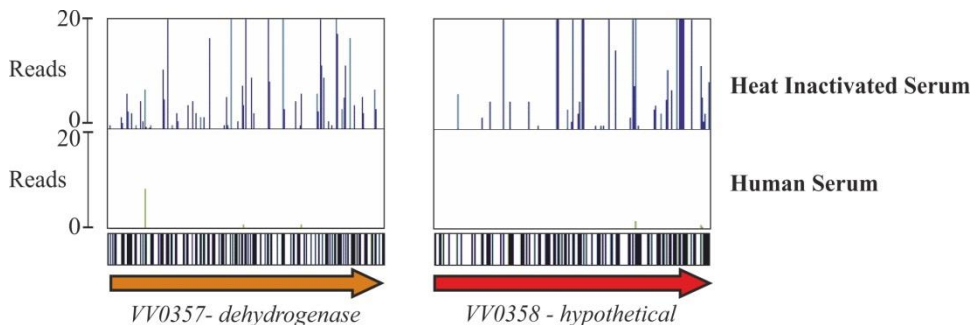 20
Reads
0
Heat Inactivated Serum
20
Reads
0
Human Serum
VV0357- dehydrogenase
VV0358 - hypothetical